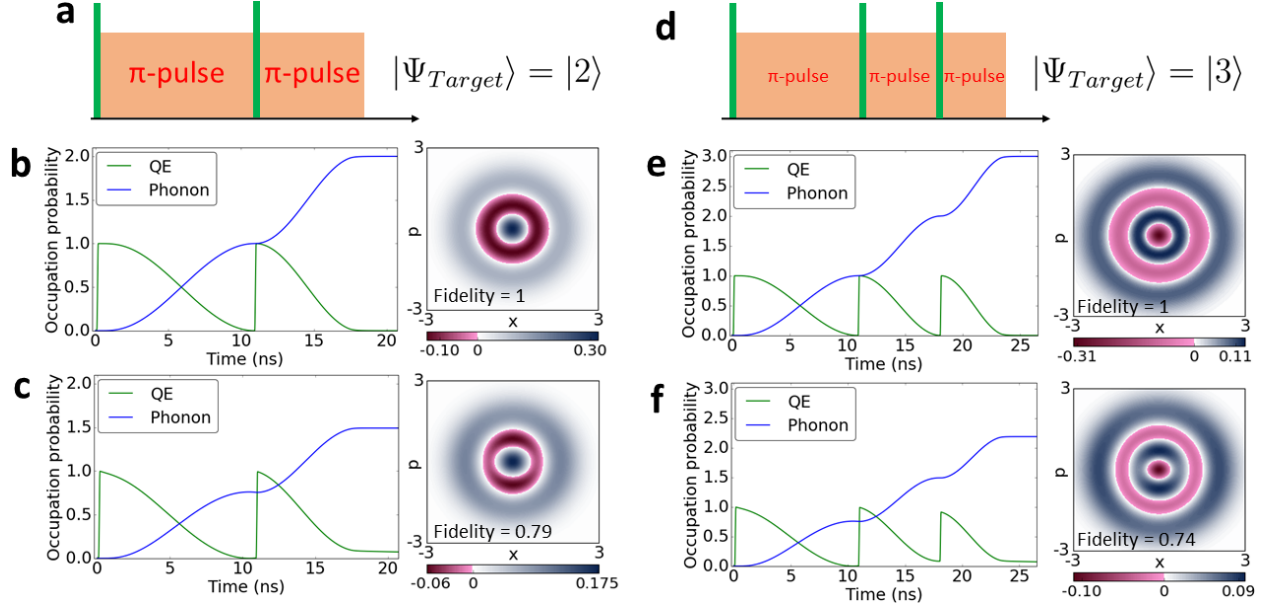 a
π-pulse
π-pulse
|Ψ_{Target}⟩ = |2⟩
b
Occupation probability
2.0
1.5
1.0
0.5
0.0
QE
Phonon
0
5
10
15
20
Time (ns)
3
p
-3
Fidelity = 1
-3
x
3
-0.10
0
0.30
c
Occupation probability
2.0
1.5
1.0
0.5
0.0
QE
Phonon
0
5
10
15
20
Time (ns)
3
p
-3
Fidelity = 0.79
-3
x
3
-0.06
0
0.175
d
π-pulse
π-pulse
π-pulse
|Ψ_{Target}⟩ = |3⟩
e
Occupation probability
3.0
2.5
2.0
1.5
1.0
0.5
0.0
QE
Phonon
0
5
10
15
20
25
Time (ns)
3
p
-3
Fidelity = 1
-3
x
3
-0.31
0
0.11
f
Occupation probability
3.0
2.5
2.0
1.5
1.0
0.5
0.0
QE
Phonon
0
5
10
15
20
25
Time (ns)
3
p
-3
Fidelity = 0.74
-3
x
3
-0.10
0
0.09